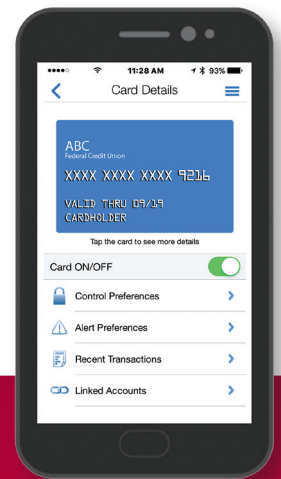 11:28 AM
93%
Card Details
ABC
Federal Credit Union
XXXX XXXX XXXX 9216
VALID THRU 09/19
CARDHOLDER
Tap the card to see more details
Card ON/OFF
Control Preferences
Alert Preferences
Recent Transactions
Linked Accounts